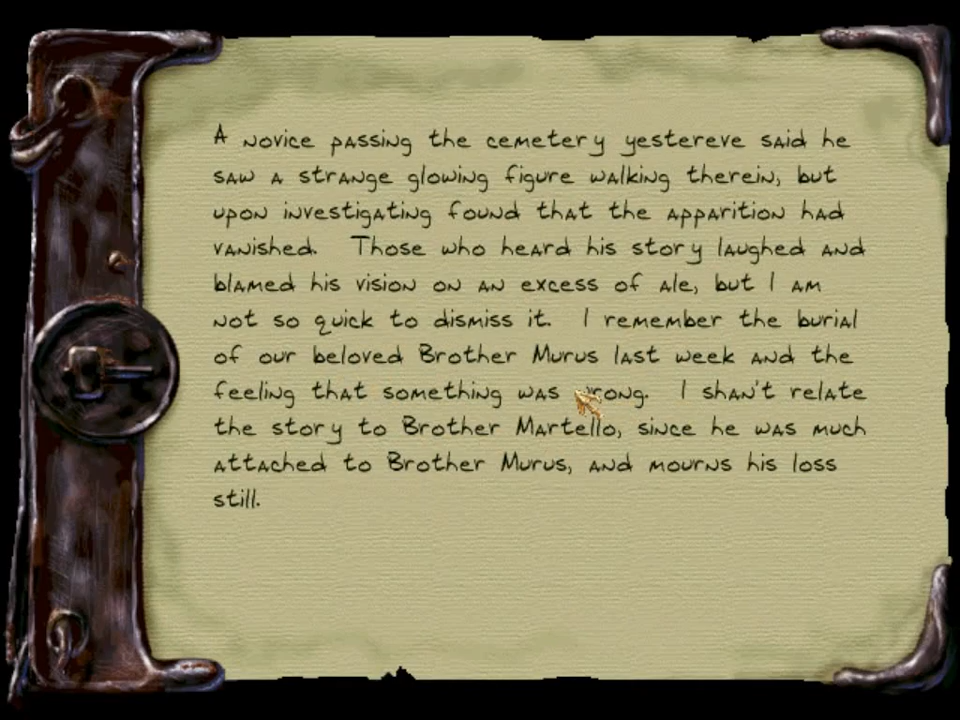 A novice passing the cemetery yestereve said he
saw a strange glowing figure walking therein, but
upon investigating found that the apparition had
vanished. Those who heard his story laughed and
blamed his vision on an excess of ale, but I am
not so quick to dismiss it. I remember the burial
of our beloved Brother Murus last week and the
feeling that something was wrong. I shan't relate
the story to Brother Martello, since he was much
attached to Brother Murus, and mourns his loss
still.